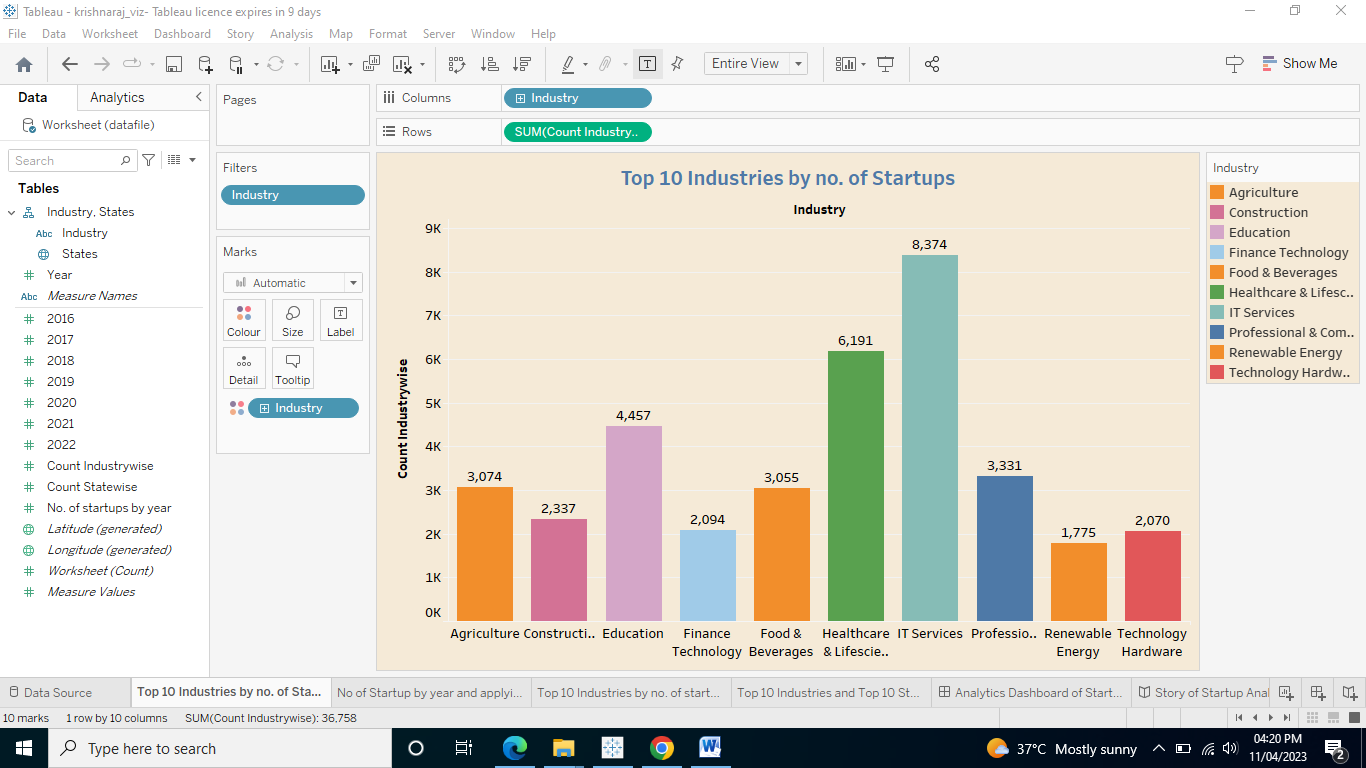 Tableau - krishnaraj_viz- Tableau licence expires in 9 days
File Data Worksheet Dashboard Story Analysis Map Format Server Window Help
Entire View
Show Me
Data Analytics
Worksheet (datafile)
Search
Tables
Industry, States
Abc Industry
States
Year
Abc Measure Names
2016
2017
2018
2019
2020
2021
2022
Count Industrywise
Count Statewise
No. of startups by year
Latitude (generated)
Longitude (generated)
Worksheet (Count)
Measure Values
Pages
Filters
Industry
Marks
Automatic
Colour Size Label
Detail Tooltip
Industry
Columns Industry
Rows SUM(Count Industry..
Top 10 Industries by no. of Startups
Industry
Count Industrywise
9K
8K
7K
6K
5K
4K
3K
2K
1K
0K
3,074
2,337
4,457
2,094
3,055
6,191
8,374
3,331
1,775
2,070
Agriculture
Constructi..
Education
Finance
Technology
Food &
Beverages
Healthcare
& Lifescie..
IT Services
Professio..
Renewable
Energy
Technology
Hardware
Industry
Agriculture
Construction
Education
Finance Technology
Food & Beverages
Healthcare & Lifesc..
IT Services
Professional & Com..
Renewable Energy
Technology Hardw..
Data Source
Top 10 Industries by no. of Sta...
No of Startup by year and applyi...
Top 10 Industries by no. of start...
Top 10 Industries and Top 10 St...
Analytics Dashboard of Start...
Story of Startup Anal
10 marks 1 row by 10 columns SUM(Count Industrywise): 36,758
Type here to search
37°C Mostly sunny
04:20 PM
11/04/2023
2